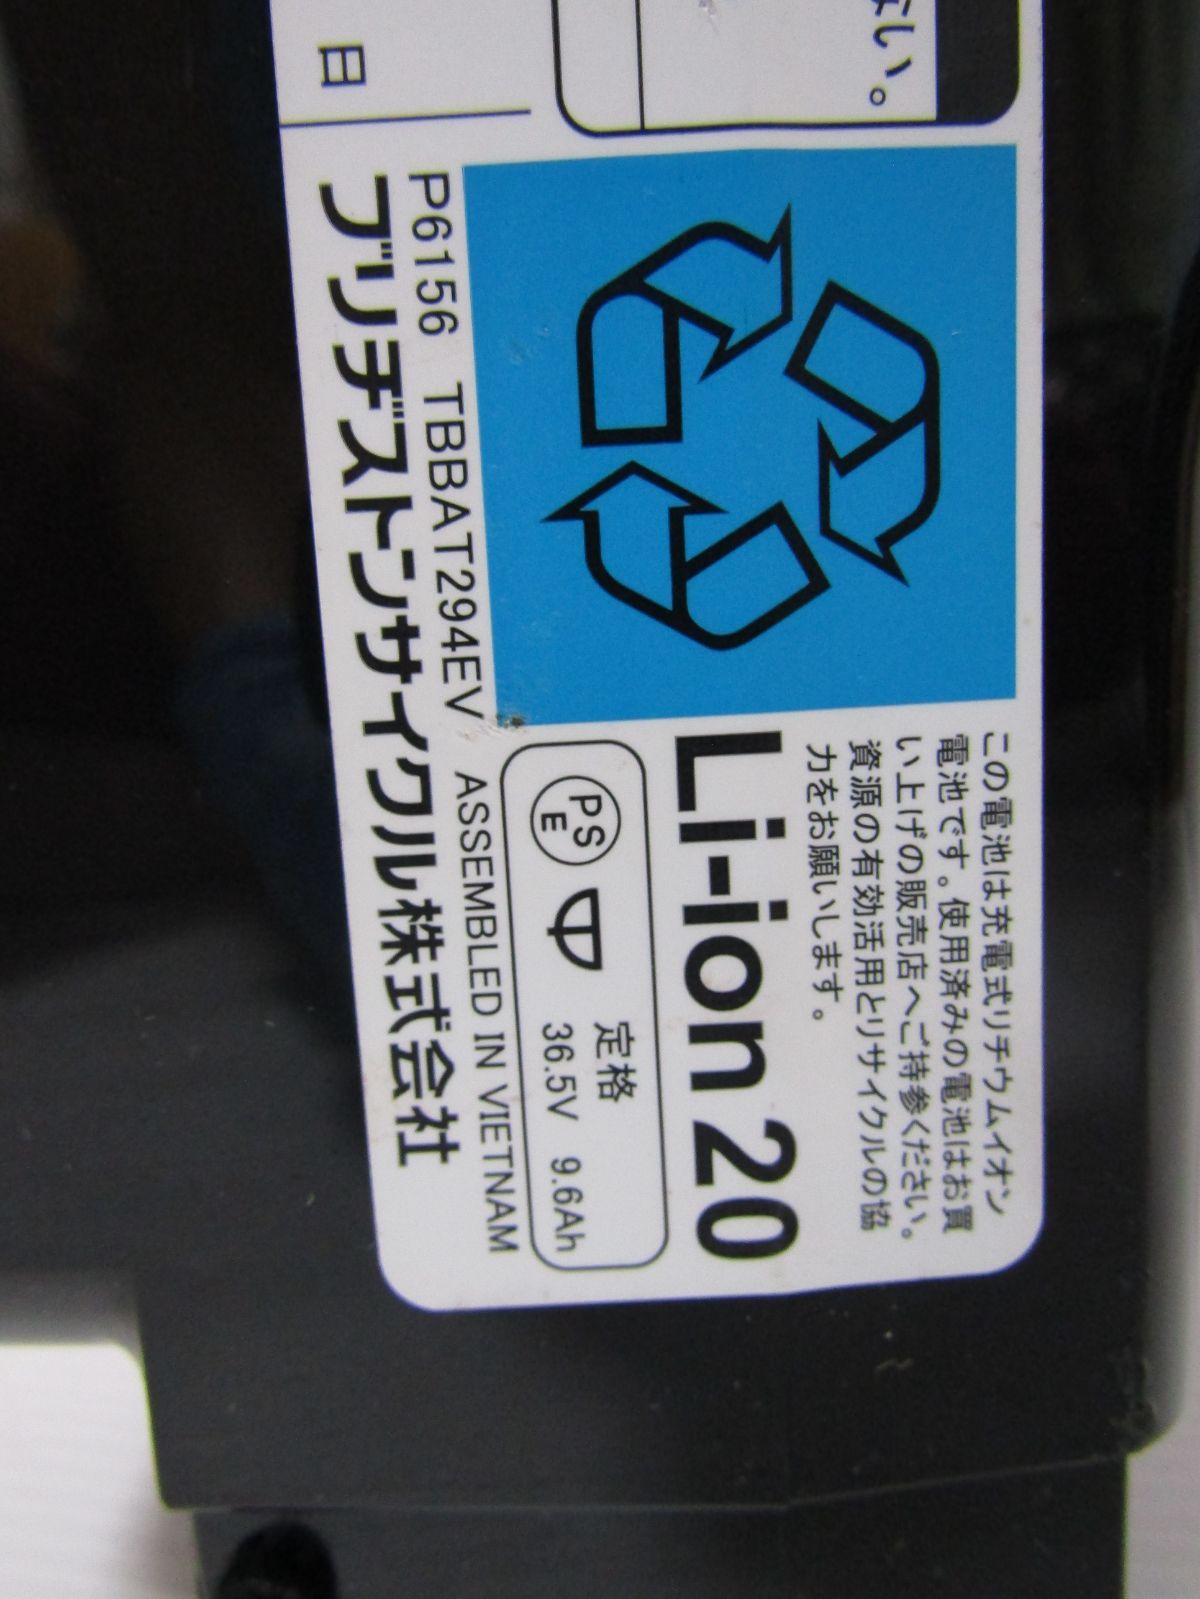 ない。
日
この電池は充電式リチウムイオン
電池です。使用済みの電池はお買
い上げの販売店へご持参ください。
資源の有効活用とリサイクルの協
力をお願いします。
Li-ion 20
PS
E
定格
36.5V 9.6Ah
P6156 TBBAT294EV ASSEMBLED IN VIETNAM
ブリヂストンサイクル株式会社